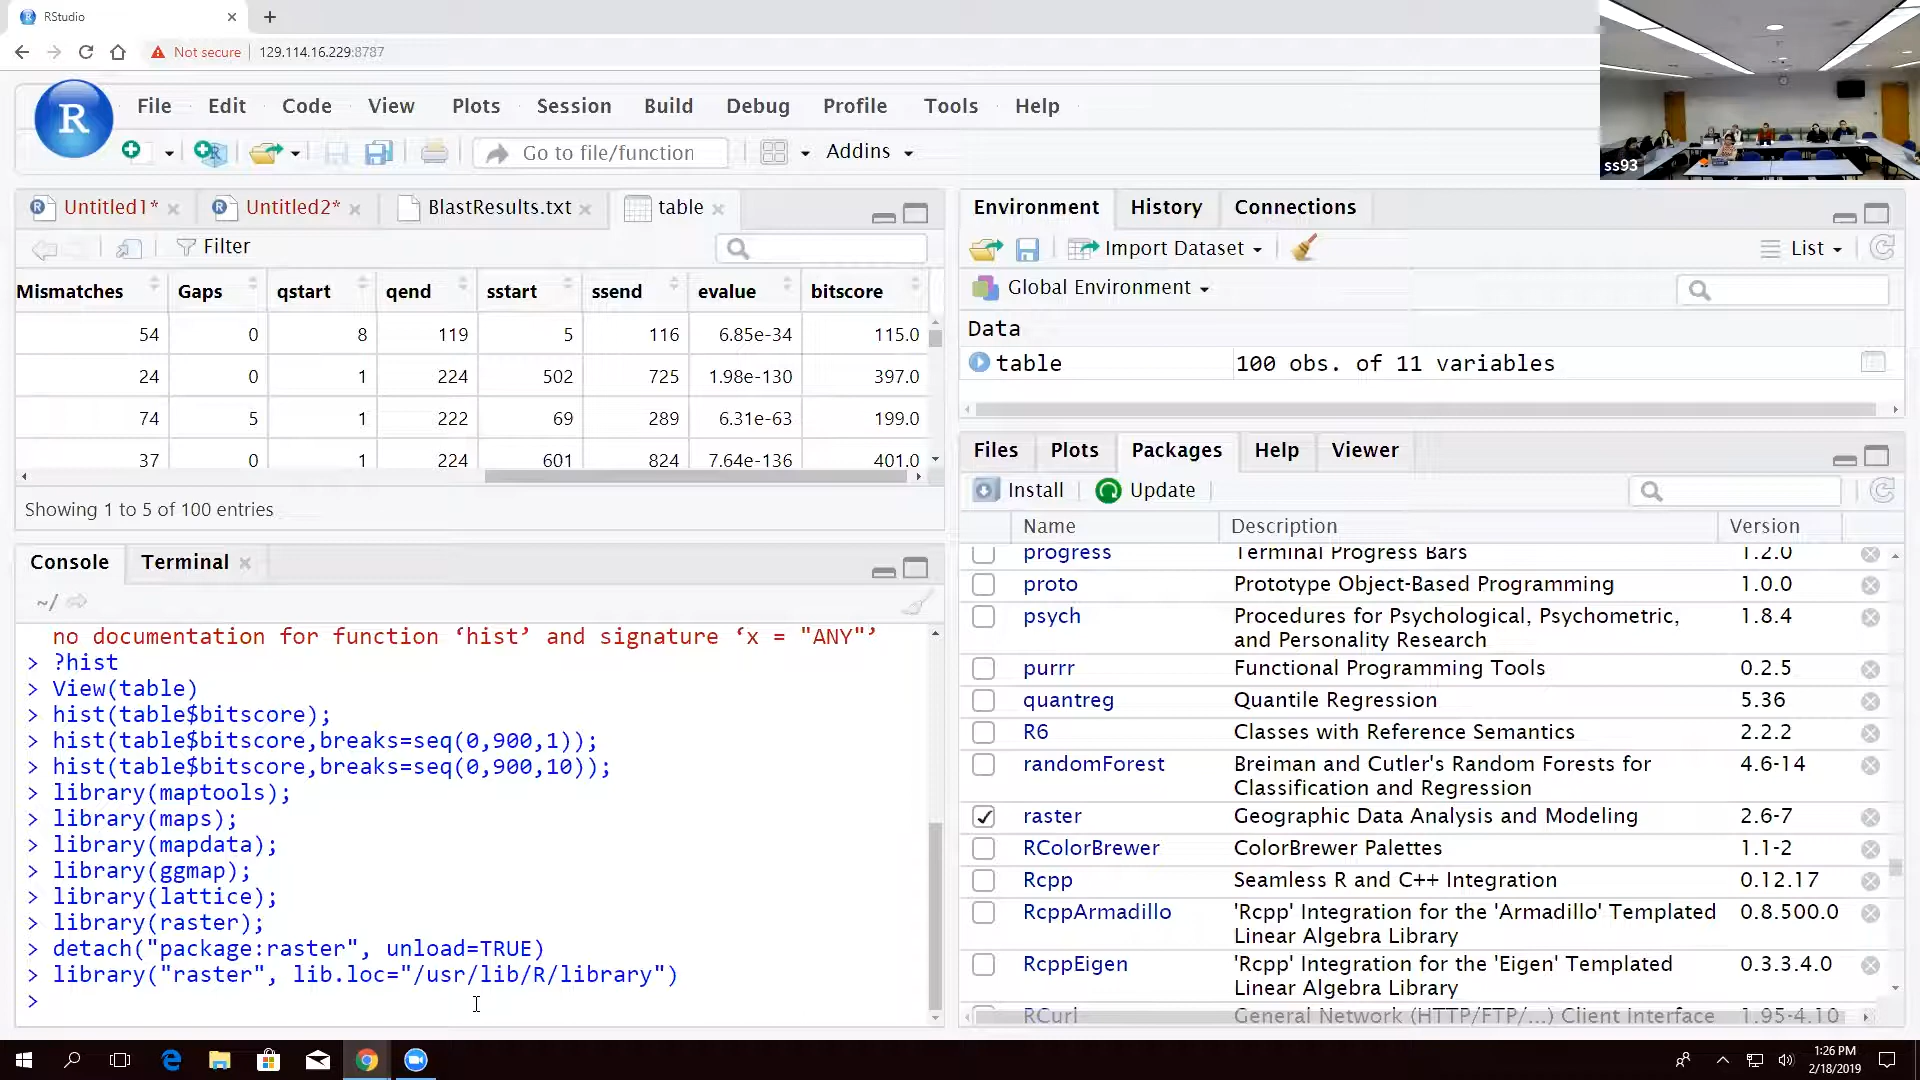 RStudio
Not secure 129.114.16.229:8787
ss93
R File Edit Code View Plots Session Build Debug Profile Tools Help
Go to file/function Addins
Untitled1* Untitled2* BlastResults.txt table
Filter
Mismatches Gaps qstart qend sstart ssend evalue bitscore
54 0 8 119 5 116 6.85e-34 115.0
24 0 1 224 502 725 1.98e-130 397.0
74 5 1 222 69 289 6.31e-63 199.0
37 0 1 224 601 824 7.64e-136 401.0
Showing 1 to 5 of 100 entries
Console Terminal
~/
no documentation for function ‘hist’ and signature ‘x = "ANY"’
> ?hist
> View(table)
> hist(table$bitscore);
> hist(table$bitscore,breaks=seq(0,900,1));
> hist(table$bitscore,breaks=seq(0,900,10));
> library(maptools);
> library(maps);
> library(mapdata);
> library(ggmap);
> library(lattice);
> library(raster);
> detach("package:raster", unload=TRUE)
> library("raster", lib.loc="/usr/lib/R/library")
>
Environment History Connections
Import Dataset List
Global Environment
Data
table 100 obs. of 11 variables
Files Plots Packages Help Viewer
Install Update
Name Description Version
progress Terminal Progress Bars 1.2.0
proto Prototype Object-Based Programming 1.0.0
psych Procedures for Psychological, Psychometric, 1.8.4
and Personality Research
purrr Functional Programming Tools 0.2.5
quantreg Quantile Regression 5.36
R6 Classes with Reference Semantics 2.2.2
randomForest Breiman and Cutler's Random Forests for 4.6-14
Classification and Regression
raster Geographic Data Analysis and Modeling 2.6-7
RColorBrewer ColorBrewer Palettes 1.1-2
Rcpp Seamless R and C++ Integration 0.12.17
RcppArmadillo 'Rcpp' Integration for the 'Armadillo' Templated 0.8.500.0
Linear Algebra Library
RcppEigen 'Rcpp' Integration for the 'Eigen' Templated 0.3.3.4.0
Linear Algebra Library
RCurl General Network (HTTP/FTP/...) Client Interface 1.95-4.10
1:26 PM
2/18/2019